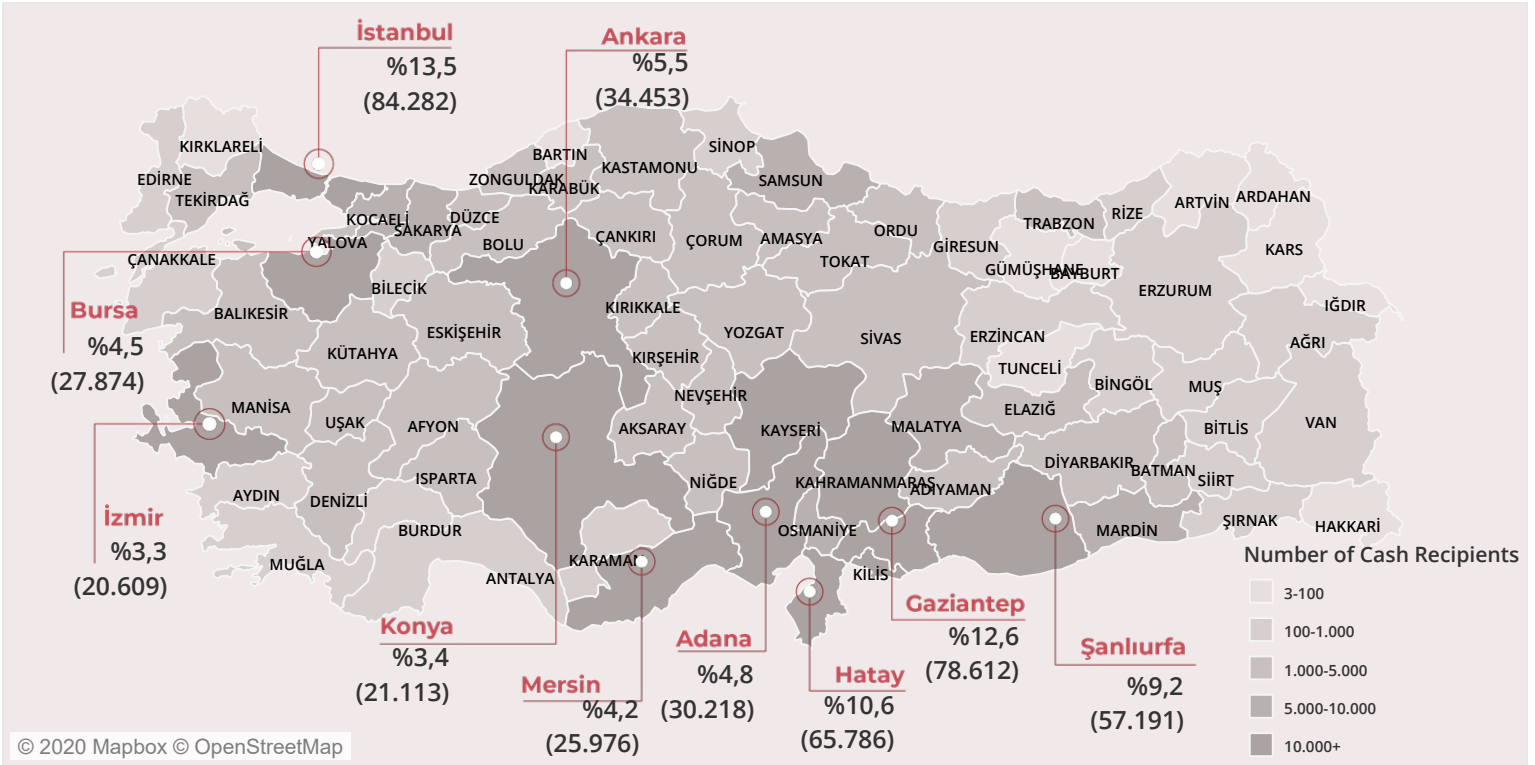 İstanbul
%13,5
(84.282)
Ankara
%5,5
(34.453)
KIRKLARELİ
EDİRNE
TEKİRDAĞ
BARTIN
ZONGULDAK
KARABÜK
KASTAMONU
SİNOP
SAMSUN
KOCAELİ
SAKARYA
DÜZCE
BOLU
YALOVA
ÇANAKKALE
ÇANKIRI
ÇORUM
AMASYA
TOKAT
ORDU
GİRESUN
TRABZON
RİZE
ARTVİN
ARDAHAN
KARS
GÜMÜŞHANE
BAYBURT
ERZURUM
IĞDIR
AĞRI
BİLECİK
BALIKESİR
ESKİŞEHİR
KÜTAHYA
KIRIKKALE
YOZGAT
KIRŞEHİR
NEVŞEHİR
SİVAS
ERZİNCAN
TUNCELİ
BİNGÖL
MUŞ
ELAZIĞ
MALATYA
BİTLİS
VAN
MANİSA
UŞAK
AFYON
AKSARAY
KAYSERİ
DİYARBAKIR
BATMAN
SİİRT
KAHRAMANMARAŞ
ADIYAMAN
NİĞDE
ISPARTA
AYDIN
DENİZLİ
BURDUR
OSMANİYE
MARDİN
ŞIRNAK
HAKKARİ
MUĞLA
ANTALYA
KARAMAN
KİLİS
Bursa
%4,5
(27.874)
İzmir
%3,3
(20.609)
Konya
%3,4
(21.113)
Mersin
%4,2
(25.976)
Adana
%4,8
(30.218)
Hatay
%10,6
(65.786)
Gaziantep
%12,6
(78.612)
Şanlıurfa
%9,2
(57.191)
Number of Cash Recipients
3-100
100-1.000
1.000-5.000
5.000-10.000
10.000+
© 2020 Mapbox © OpenStreetMap